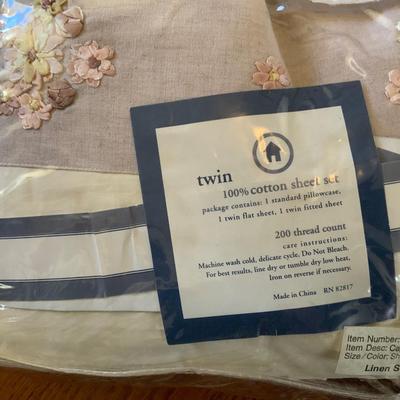 twin
100% cotton sheet set
package contains: 1 standard pillowcase,
1 twin flat sheet, 1 twin fitted sheet
200 thread count
care instructions:
Machine wash cold, delicate cycle. Do Not Bleach.
For best results, line dry or tumble dry low heat.
Iron on reverse if necessary.
Made in China RN 82817
Item Number:
Item Desc: Ca
Size/Color: Sh
Linen S